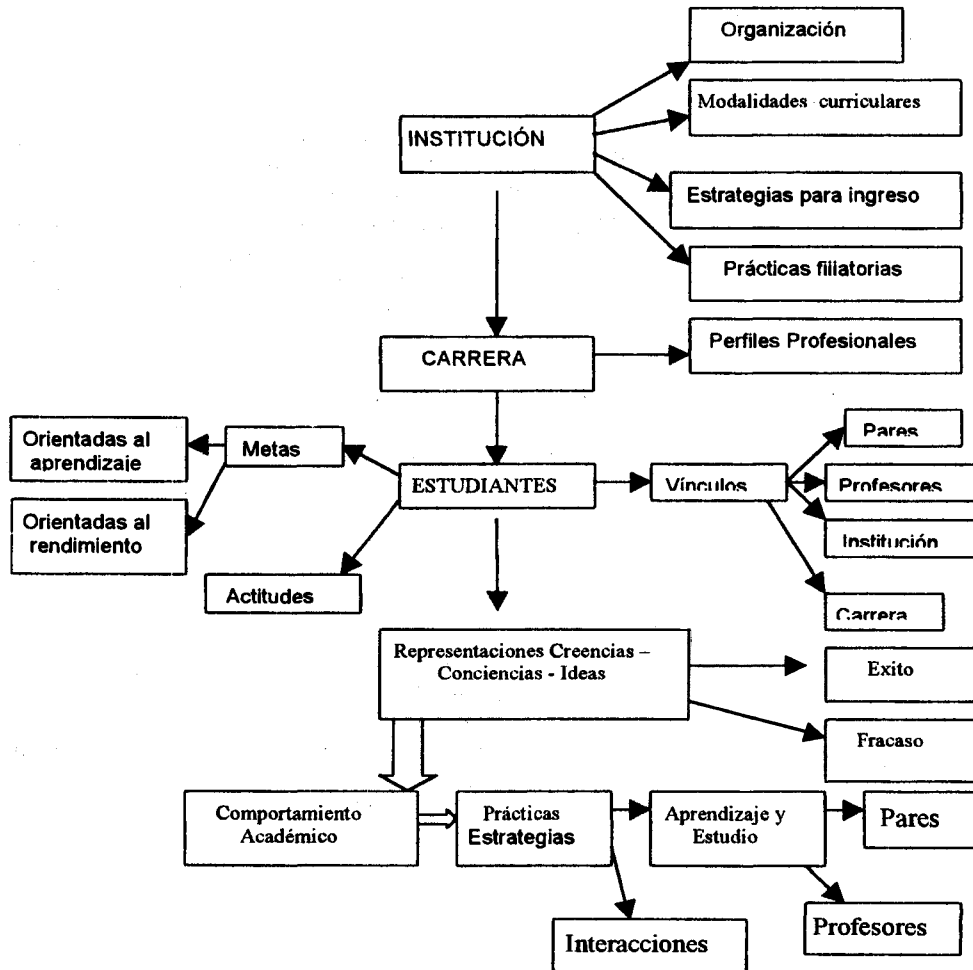 Organización
Modalidades curriculares
INSTITUCIÓN
Estrategias para ingreso
Prácticas filiatorias
CARRERA
Perfiles Profesionales
Orientadas al
aprendizaje
Metas
ESTUDIANTES
Vínculos
Pares
Profesores
Institución
Carrera
Orientadas al
rendimiento
Actitudes
Representaciones Creencias –
Conciencias - Ideas
Exito
Fracaso
Comportamiento
Académico
Prácticas
Estrategias
Aprendizaje y
Estudio
Pares
Interacciones
Profesores